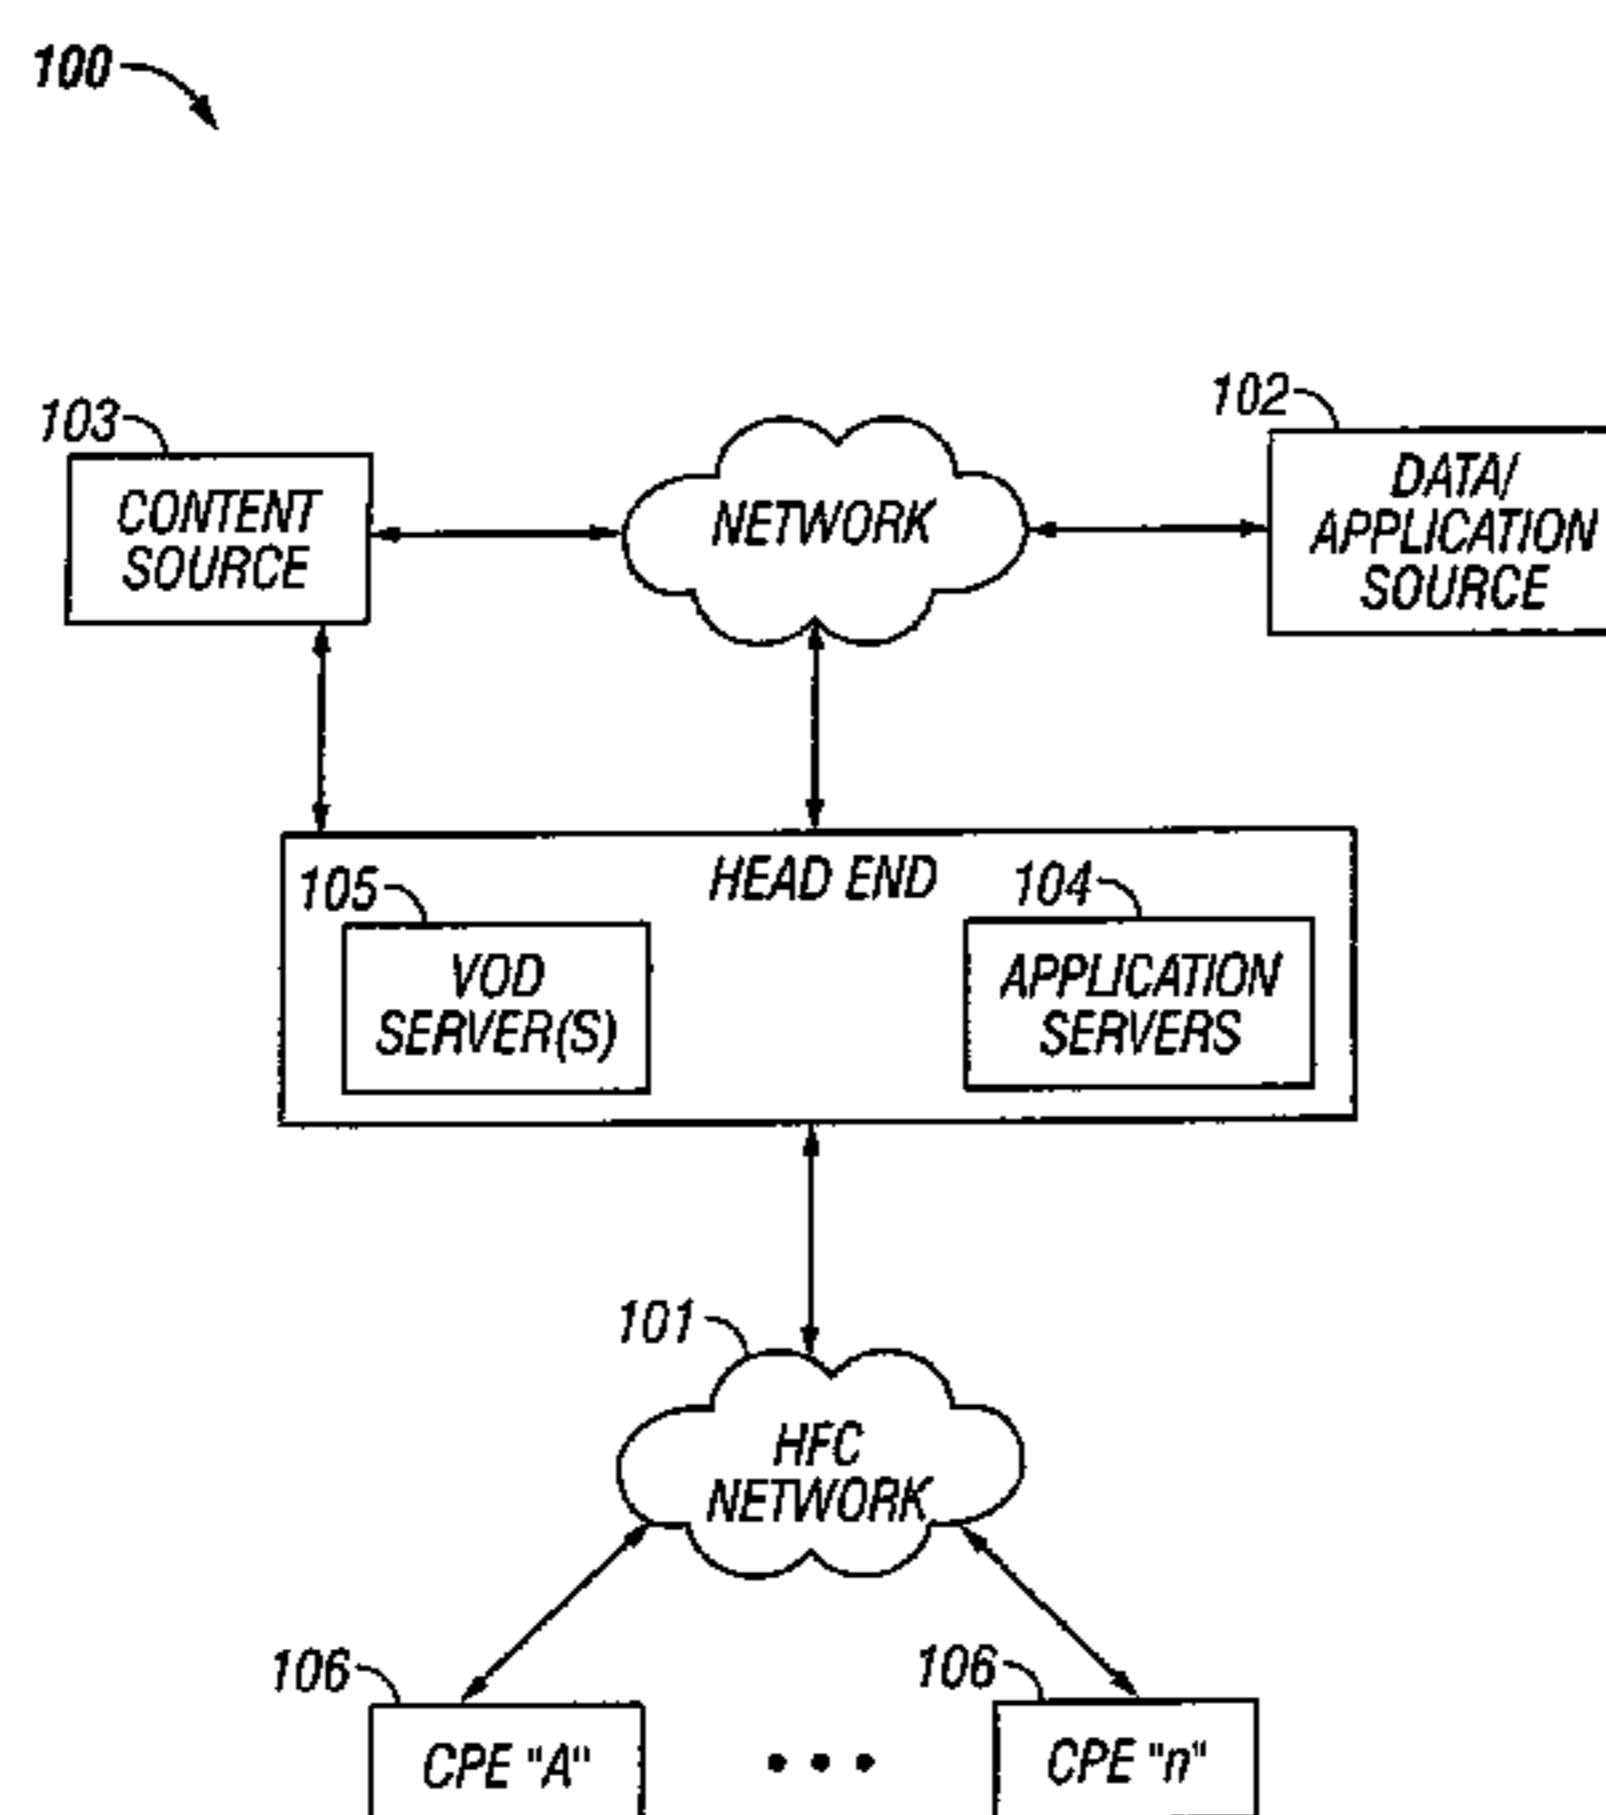 100
103
102
CONTENT
SOURCE
NETWORK
DATA/
APPLICATION
SOURCE
HEAD END
105
104
VOD
SERVER(S)
APPLICATION
SERVERS
101
HFC
NETWORK
106
106
CPE "A"
CPE "n"